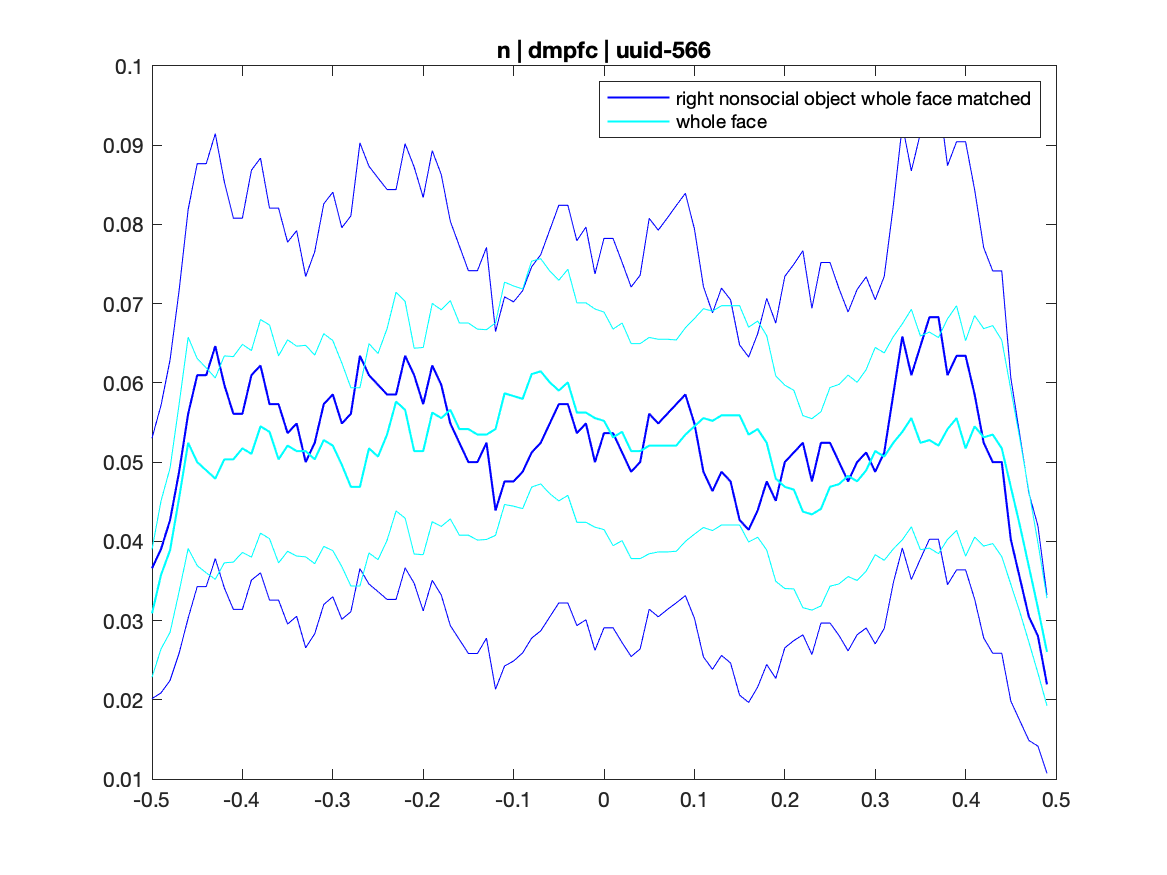 n | dmpfc | uuid-566
right nonsocial object whole face matched
whole face
0.1
0.09
0.08
0.07
0.06
0.05
0.04
0.03
0.02
0.01
-0.5 -0.4 -0.3 -0.2 -0.1 0 0.1 0.2 0.3 0.4 0.5